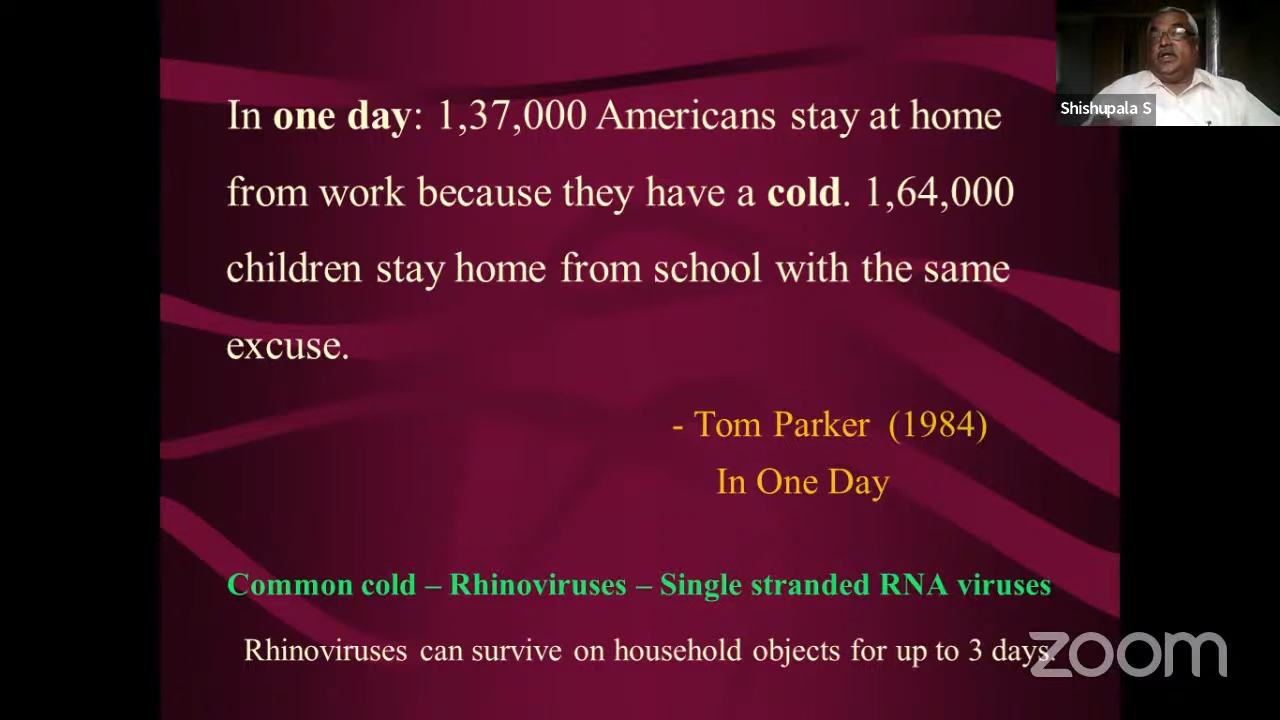 In one day: 1,37,000 Americans stay at home
from work because they have a cold. 1,64,000
children stay home from school with the same
excuse.
- Tom Parker (1984)
In One Day
Common cold – Rhinoviruses – Single stranded RNA viruses
Rhinoviruses can survive on household objects for up to 3 days.
Shishupala S
zoom